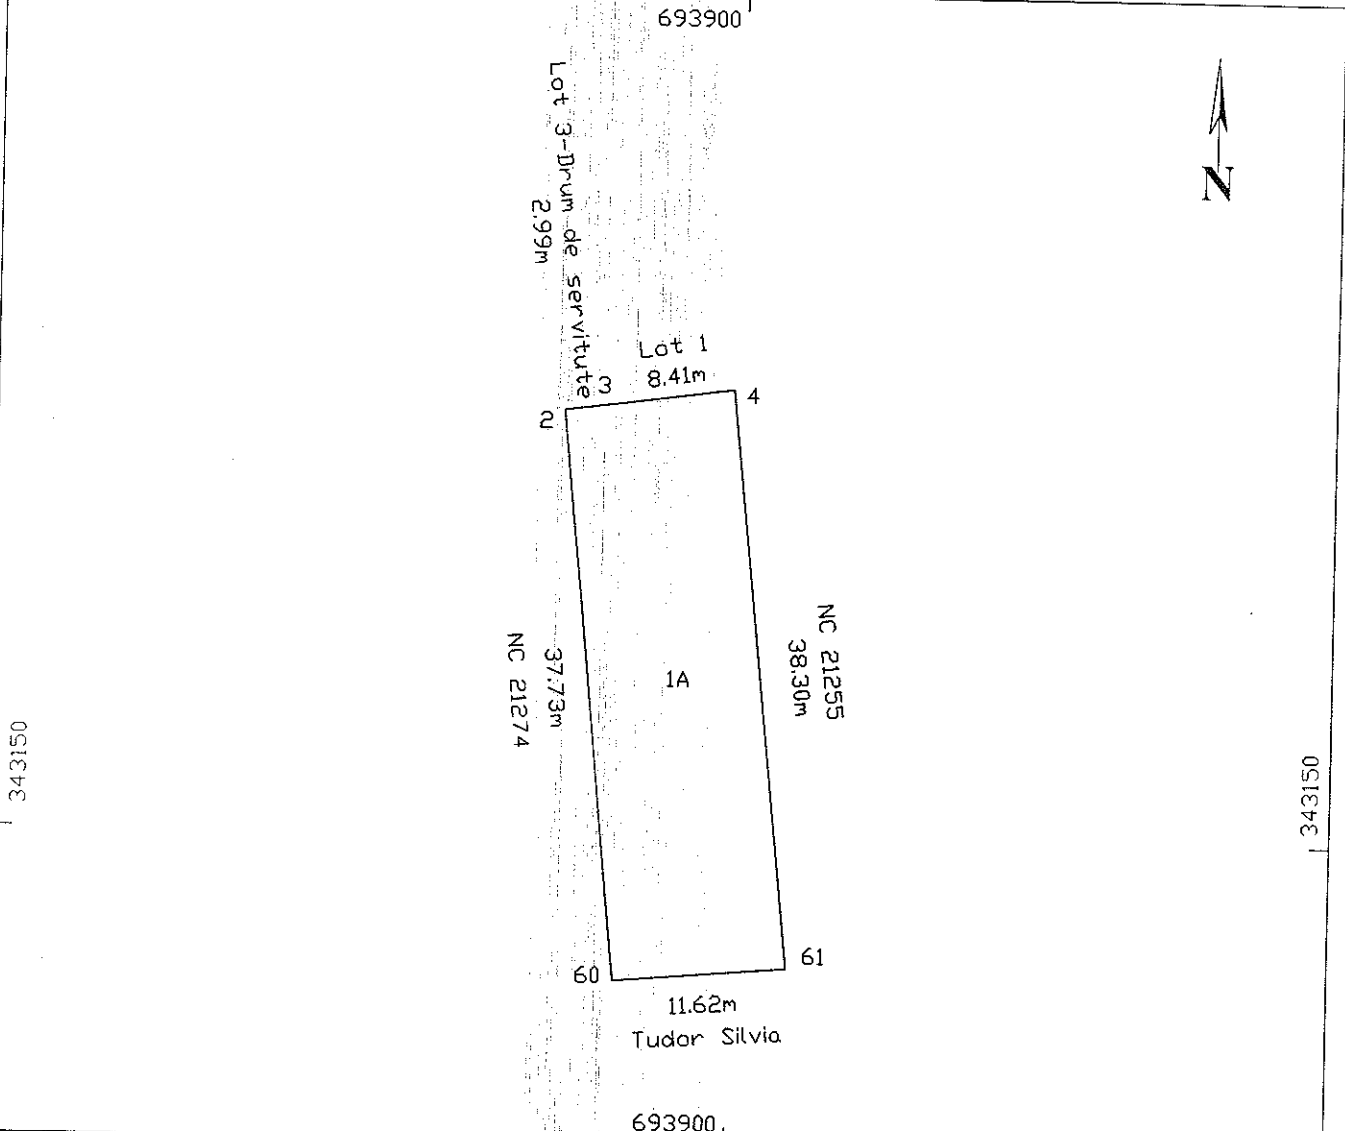 693900
N
Lot 3-Drum de servitute
2.99m
Lot 1
8.41m
3
4
2
NC 21255
38.30m
NC 21274
37.73m
1A
343150
343150
60
61
11.62m
Tudor Silvia
693900